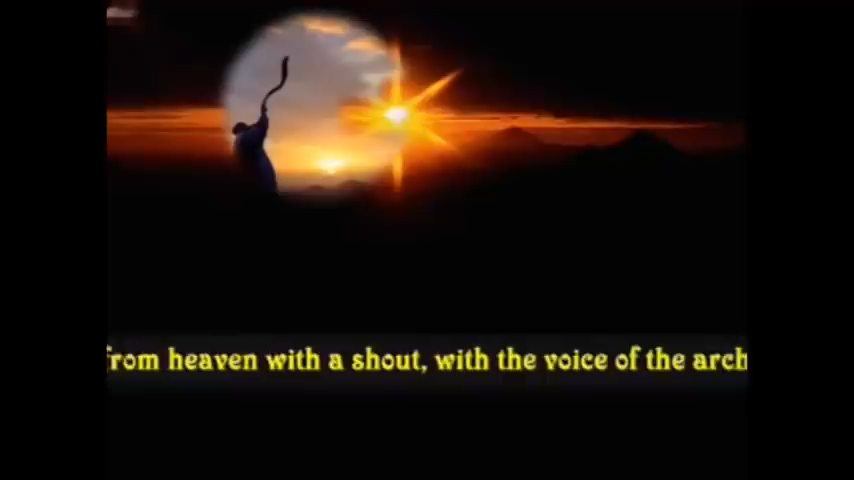 from heaven with a shout, with the voice of the arch